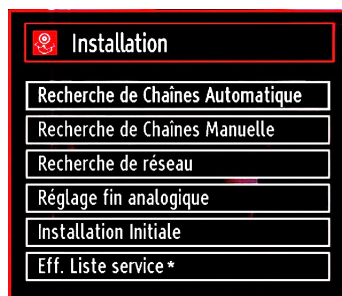 Installation
Recherche de Chaînes Automatique
Recherche de Chaînes Manuelle
Recherche de réseau
Réglage fin analogique
Installation Initiale
Eff. Liste service*